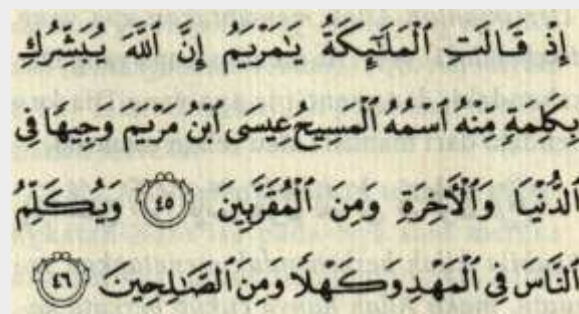 إِذْ قَالَتِ ٱلْمَلَٰٓئِكَةُ يَٰمَرْيَمُ إِنَّ ٱللَّهَ يُبَشِّرُكِ
بِكَلِمَةٍ مِّنْهُ ٱسْمُهُ ٱلْمَسِيحُ عِيسَى ٱبْنُ مَرْيَمَ وَجِيهًا فِى
ٱلدُّنْيَا وَٱلْءَاخِرَةِ وَمِنَ ٱلْمُقَرَّبِينَ ٤٥ وَيُكَلِّمُ
ٱلنَّاسَ فِى ٱلْمَهْدِ وَكَهْلًا وَمِنَ ٱلصَّٰلِحِينَ ٤٦